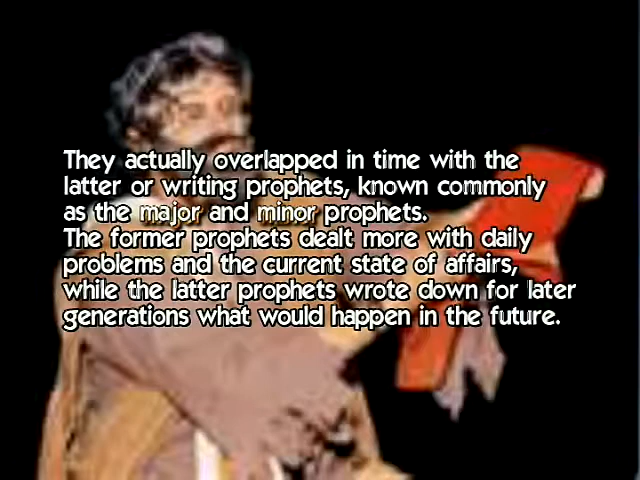 They actually overlapped in time with the
latter or writing prophets, known commonly
as the major and minor prophets.
The former prophets dealt more with daily
problems and the current state of affairs,
while the latter prophets wrote down for later
generations what would happen in the future.